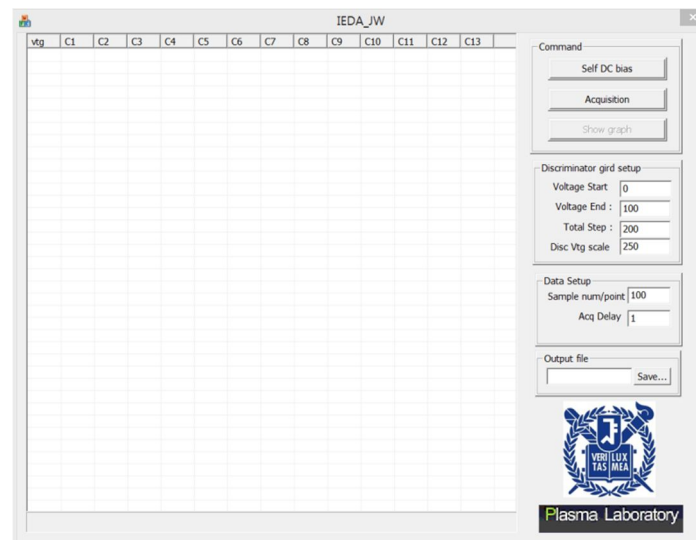 IEDA_JW
vtg C1 C2 C3 C4 C5 C6 C7 C8 C9 C10 C11 C12 C13
Command
Self DC bias
Acquisition
Show graph
Discriminator gird setup
Voltage Start 0
Voltage End : 100
Total Step : 200
Disc Vtg scale 250
Data Setup
Sample num/point 100
Acq Delay 1
Output file
Save...
VERI LUX
TAS MEA
Plasma Laboratory